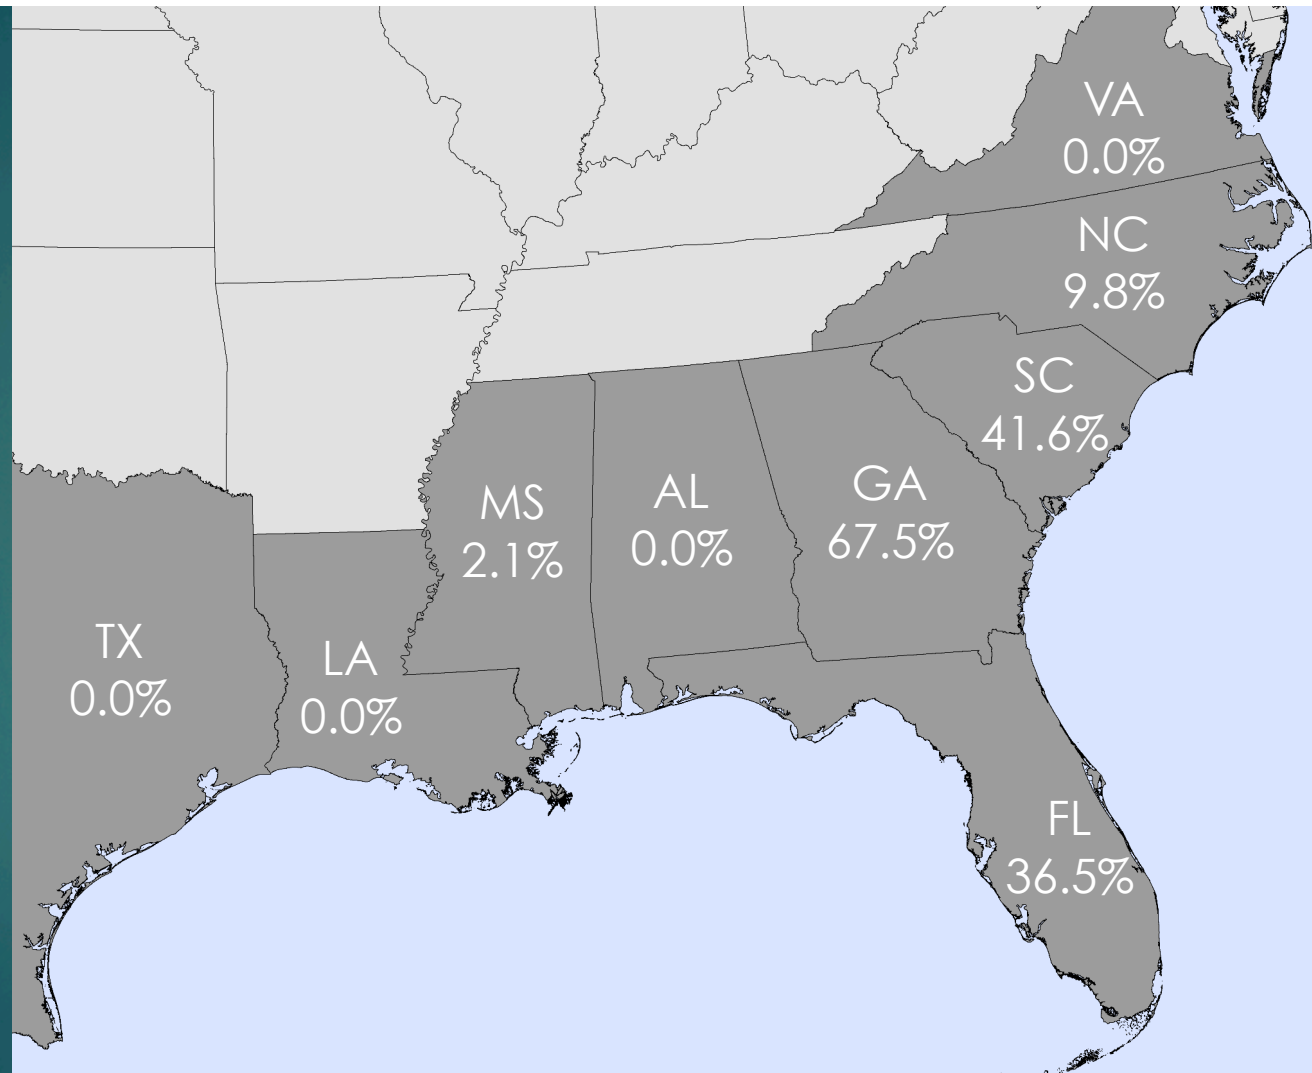 VA
0.0%
NC
9.8%
SC
41.6%
GA
67.5%
AL
0.0%
MS
2.1%
TX
0.0%
LA
0.0%
FL
36.5%